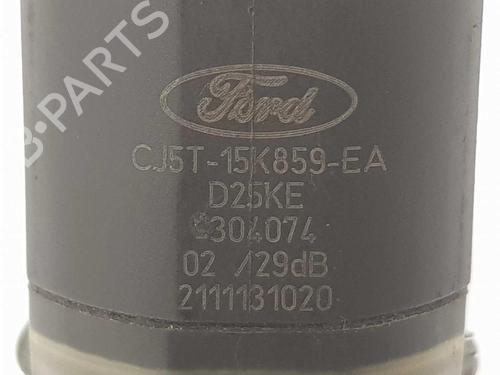 B-PARTS
Ford
CJ5T-15K859-EA
D25KE
304074
02 /29dB
2111131020